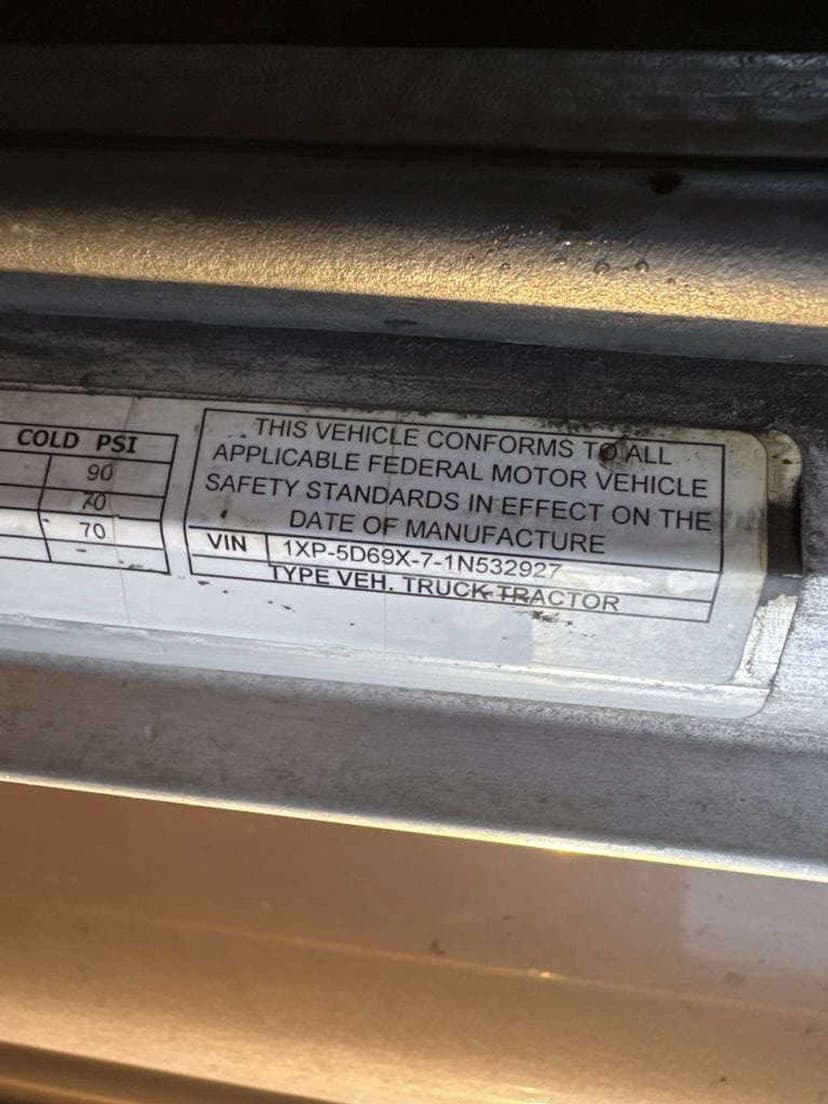 COLD PSI
90
70
70
THIS VEHICLE CONFORMS TO ALL
APPLICABLE FEDERAL MOTOR VEHICLE
SAFETY STANDARDS IN EFFECT ON THE
DATE OF MANUFACTURE
VIN 1XP-5D69X-7-1N532927
TYPE VEH. TRUCK-TRACTOR